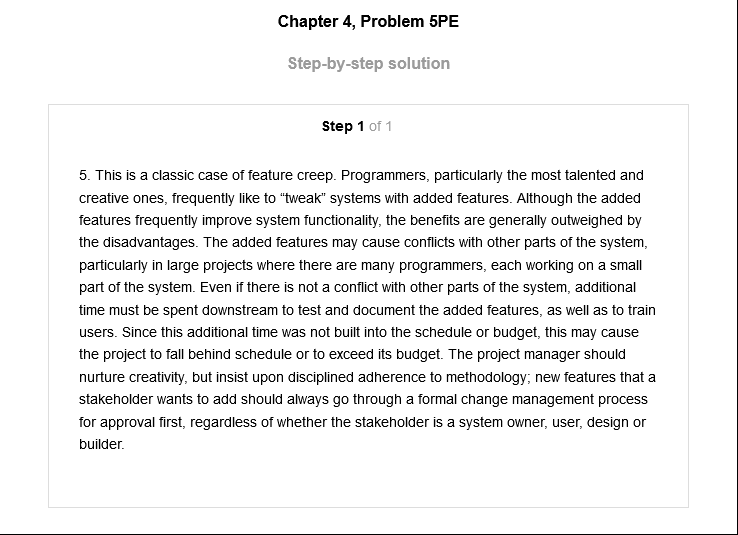 Chapter 4, Problem 5PE
Step-by-step solution
Step 1 of 1
5. This is a classic case of feature creep. Programmers, particularly the most talented and
creative ones, frequently like to “tweak” systems with added features. Although the added
features frequently improve system functionality, the benefits are generally outweighed by
the disadvantages. The added features may cause conflicts with other parts of the system,
particularly in large projects where there are many programmers, each working on a small
part of the system. Even if there is not a conflict with other parts of the system, additional
time must be spent downstream to test and document the added features, as well as to train
users. Since this additional time was not built into the schedule or budget, this may cause
the project to fall behind schedule or to exceed its budget. The project manager should
nurture creativity, but insist upon disciplined adherence to methodology; new features that a
stakeholder wants to add should always go through a formal change management process
for approval first, regardless of whether the stakeholder is a system owner, user, design or
builder.